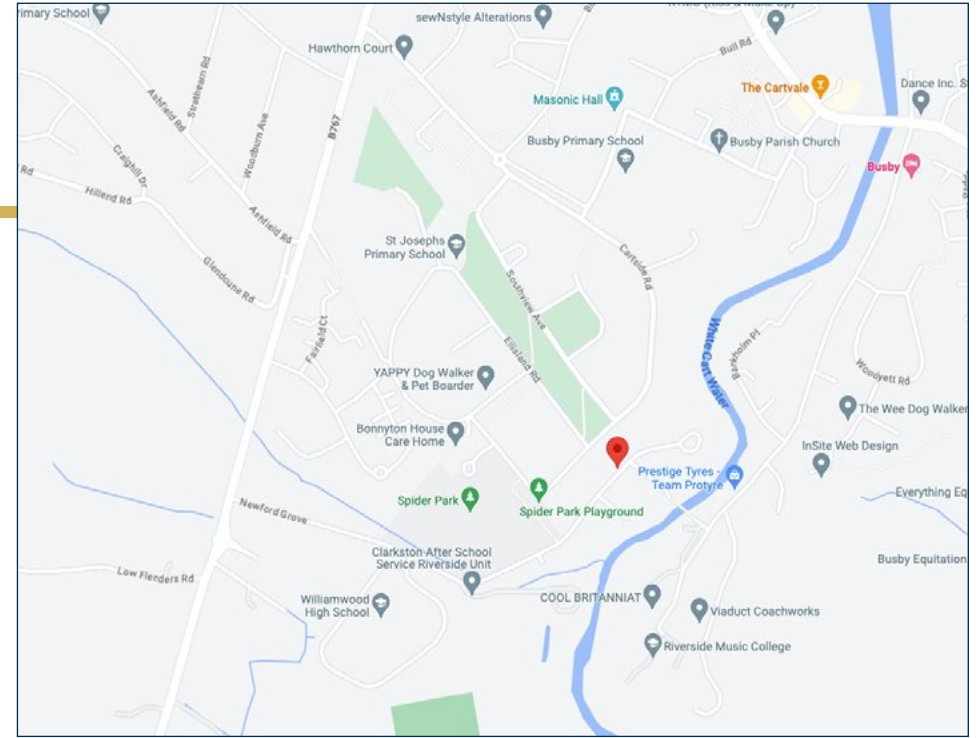 imary School
sewNstyle Alterations
Hawthorn Court
Bull Rd
The Cartvale
Dance Inc. S
Strathearn Rd
Ashfield Rd
Woodburn Ave
B767
Masonic Hall
Busby Primary School
Busby Parish Church
Busby
Craighill Dr
Rd
Hillend Rd
Ashfield Rd
St Josephs
Primary School
Cartside Rd
Glendoune Rd
Southview Ave
Fairfield Ct
Ellisland Rd
White Cart Water
Bankholm Pl
Woodyett Rd
YAPPY Dog Walker
& Pet Boarder
The Wee Dog Walker
Bonnyton House
Care Home
InSite Web Design
Prestige Tyres -
Team Protyre
Spider Park
Spider Park Playground
Everything Eq
Newford Grove
Clarkston After School
Service Riverside Unit
Busby Equitation
Low Flenders Rd
COOL BRITANNIAT
Williamwood
High School
Viaduct Coachworks
Riverside Music College